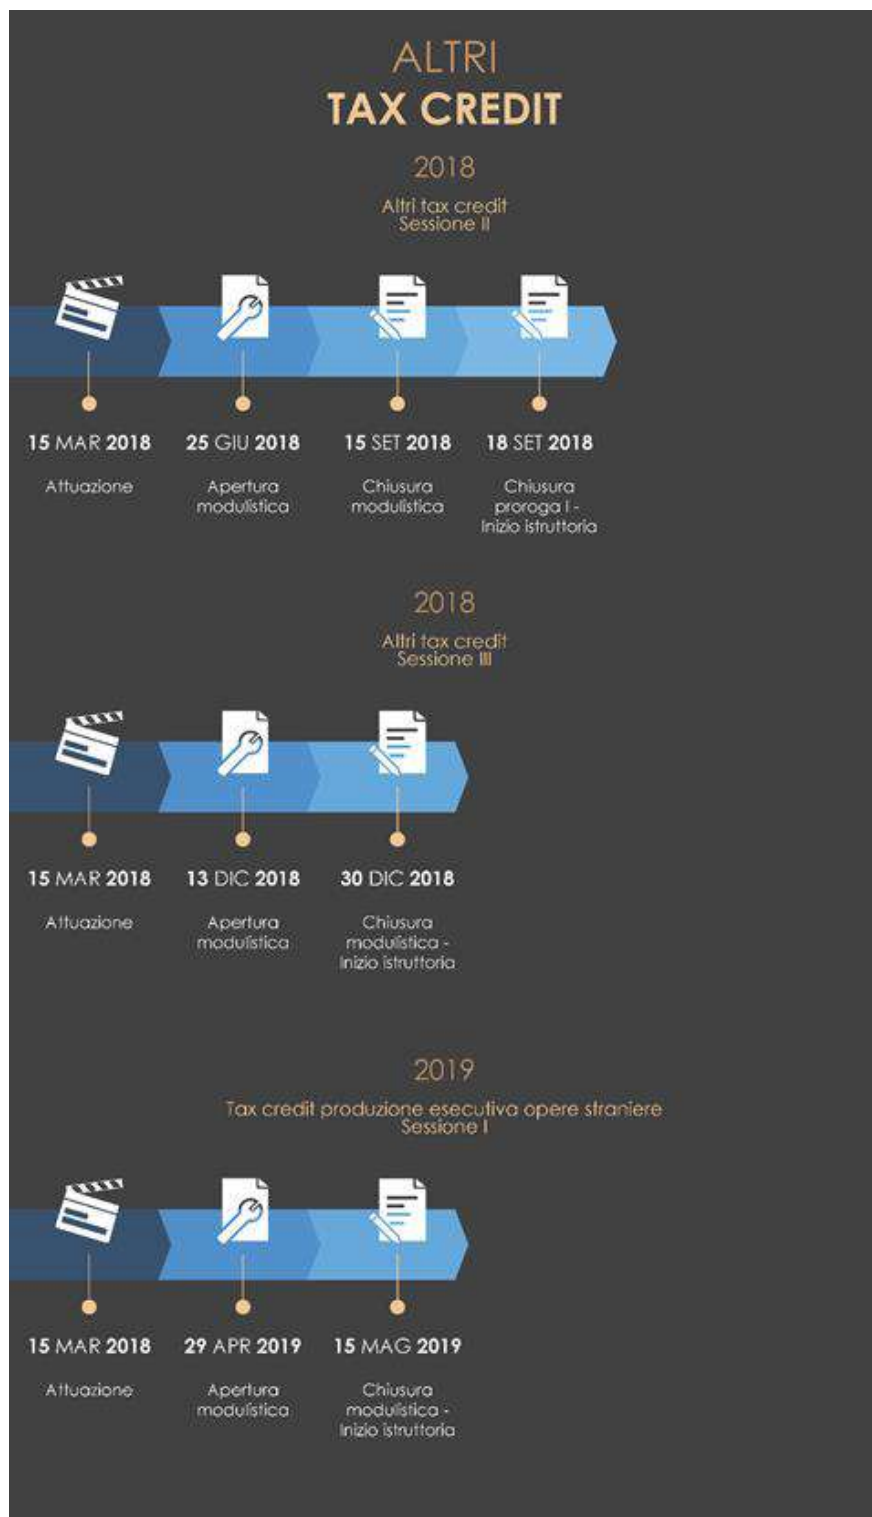 ALTRI
TAX CREDIT
2018
Altri tax credit
Sessione II
15 MAR 2018
Attuazione
25 GIU 2018
Apertura
modulistica
15 SET 2018
Chiusura
modulistica
18 SET 2018
Chiusura
proroga I -
Inizio istruttoria
2018
Altri tax credit
Sessione III
15 MAR 2018
Attuazione
13 DIC 2018
Apertura
modulistica
30 DIC 2018
Chiusura
modulistica -
Inizio istruttoria
2019
Tax credit produzione esecutiva opere straniere
Sessione I
15 MAR 2018
Attuazione
29 APR 2019
Apertura
modulistica
15 MAG 2019
Chiusura
modulistica -
Inizio istruttoria